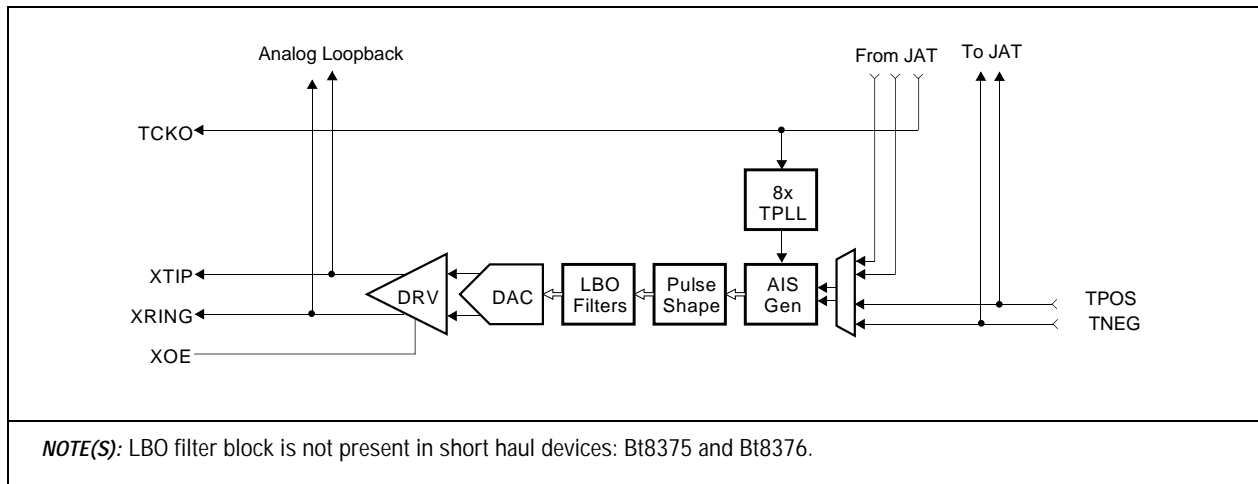 Analog Loopback
From JAT
To JAT
TCKO
8x
TPLL
XTIP
DRV
DAC
LBO
Filters
Pulse
Shape
AIS
Gen
TPOS
XRING
TNEG
XOE
NOTE(S): LBO filter block is not present in short haul devices: Bt8375 and Bt8376.